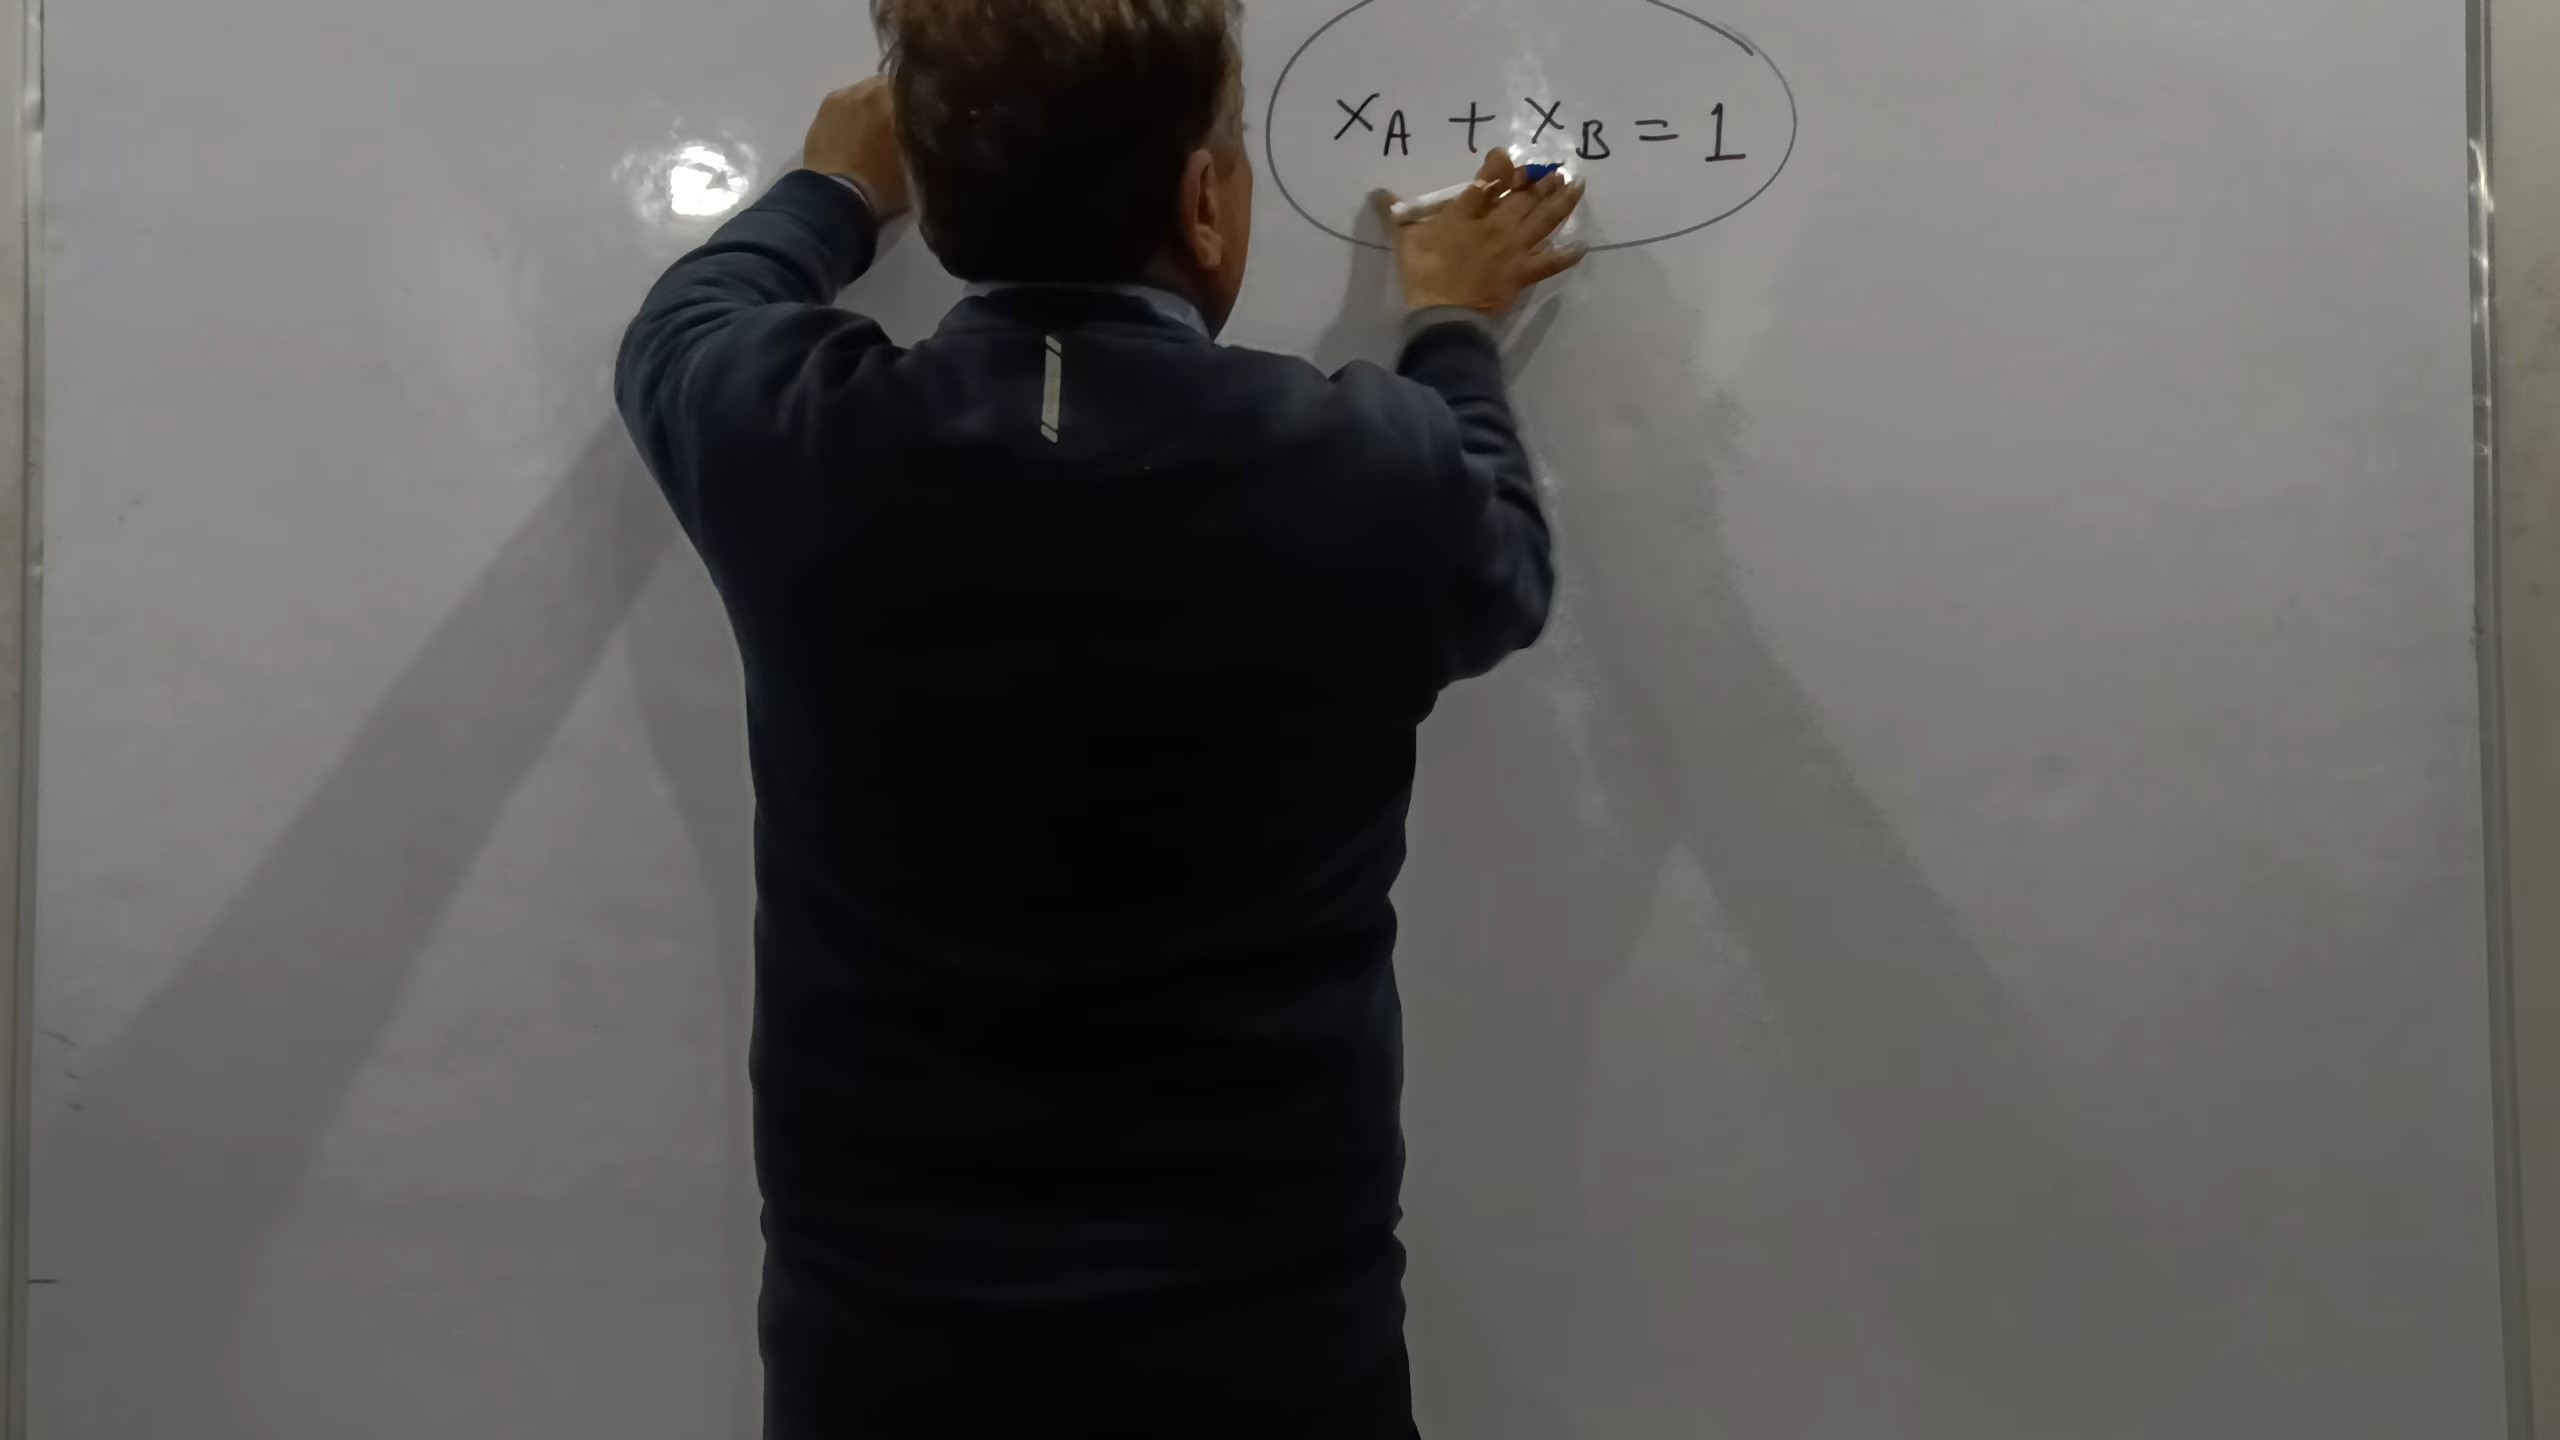 x_A + x_B = 1